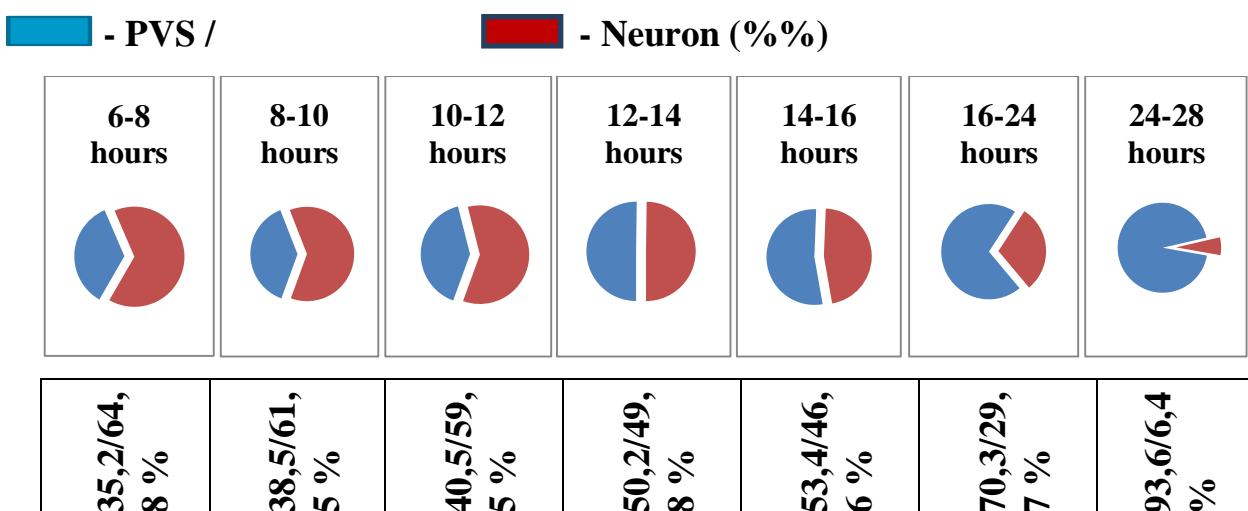 - PVS /
- Neuron (%%)
6-8
hours
8-10
hours
10-12
hours
12-14
hours
14-16
hours
16-24
hours
24-28
hours
35,2/64,
8 %
38,5/61,
5 %
40,5/59,
5 %
50,2/49,
8 %
53,4/46,
6 %
70,3/29,
7 %
93,6/6,4
%